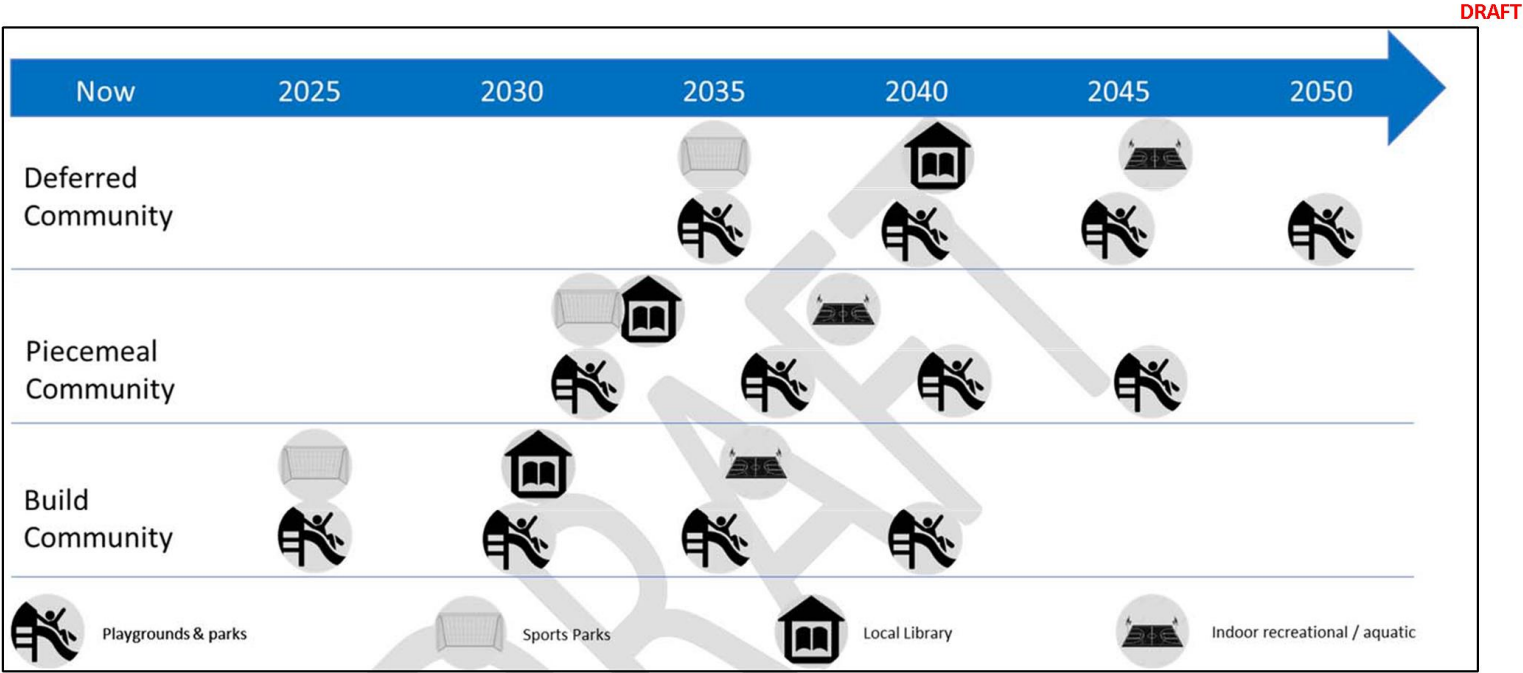 DRAFT
Now 2025 2030 2035 2040 2045 2050
Deferred
Community
Piecemeal
Community
Build
Community
Playgrounds & parks Sports Parks Local Library Indoor recreational / aquatic
DRAFT